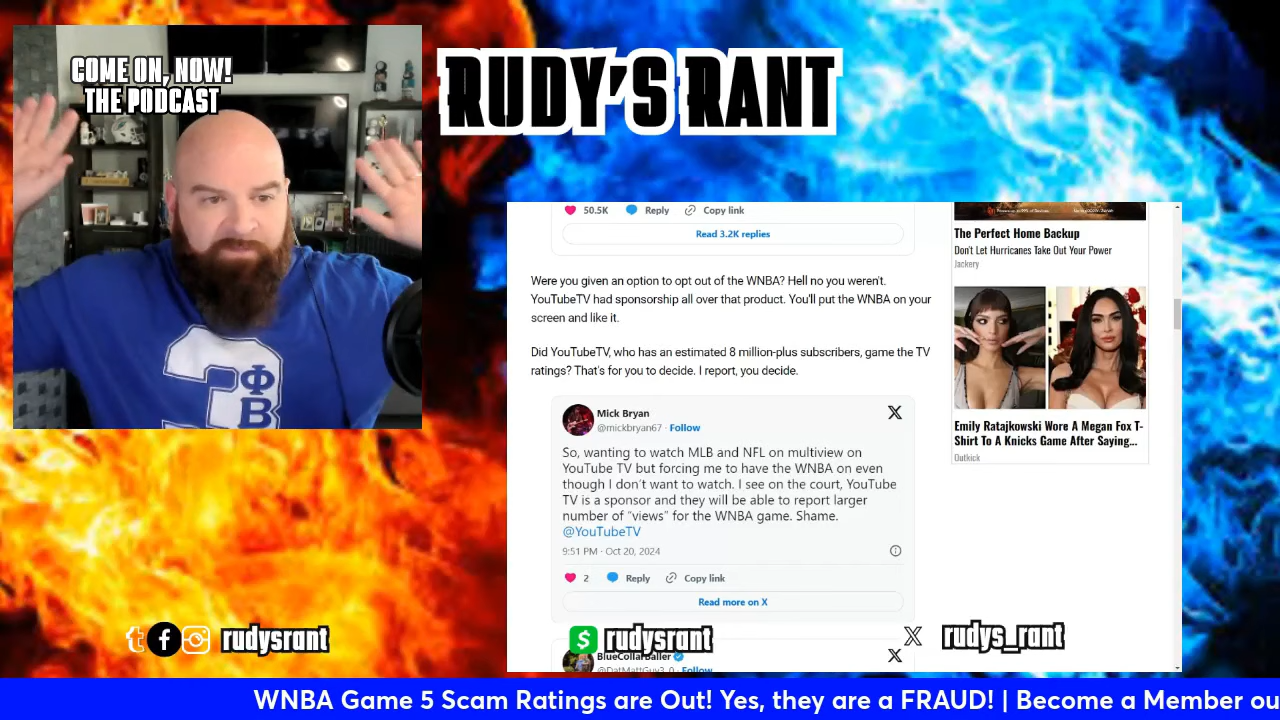 COME ON, NOW!
THE PODCAST
RUDY'S RANT
3
ΦΒ
50.5K Reply Copy link
Read 3.2K replies
Were you given an option to opt out of the WNBA? Hell no you weren't.
YouTubeTV had sponsorship all over that product. You'll put the WNBA on your
screen and like it.
Did YouTubeTV, who has an estimated 8 million-plus subscribers, game the TV
ratings? That's for you to decide. I report, you decide.
Mick Bryan
@mickbryan67 · Follow
So, wanting to watch MLB and NFL on multiview on
YouTube TV but forcing me to have the WNBA on even
though I don't want to watch. I see on the court, YouTube
TV is a sponsor and they will be able to report larger
number of "views" for the WNBA game. Shame.
@YouTubeTV
9:51 PM · Oct 20, 2024
2 Reply Copy link
Read more on X
BlueCollarBaller
@DatMattGuy3_0 · Follow
The Perfect Home Backup
Don't Let Hurricanes Take Out Your Power
Jackery
Emily Ratajkowski Wore A Megan Fox T-
Shirt To A Knicks Game After Saying...
Outkick
rudysrant
rudysrant
rudys_rant
WNBA Game 5 Scam Ratings are Out! Yes, they are a FRAUD! | Become a Member ou